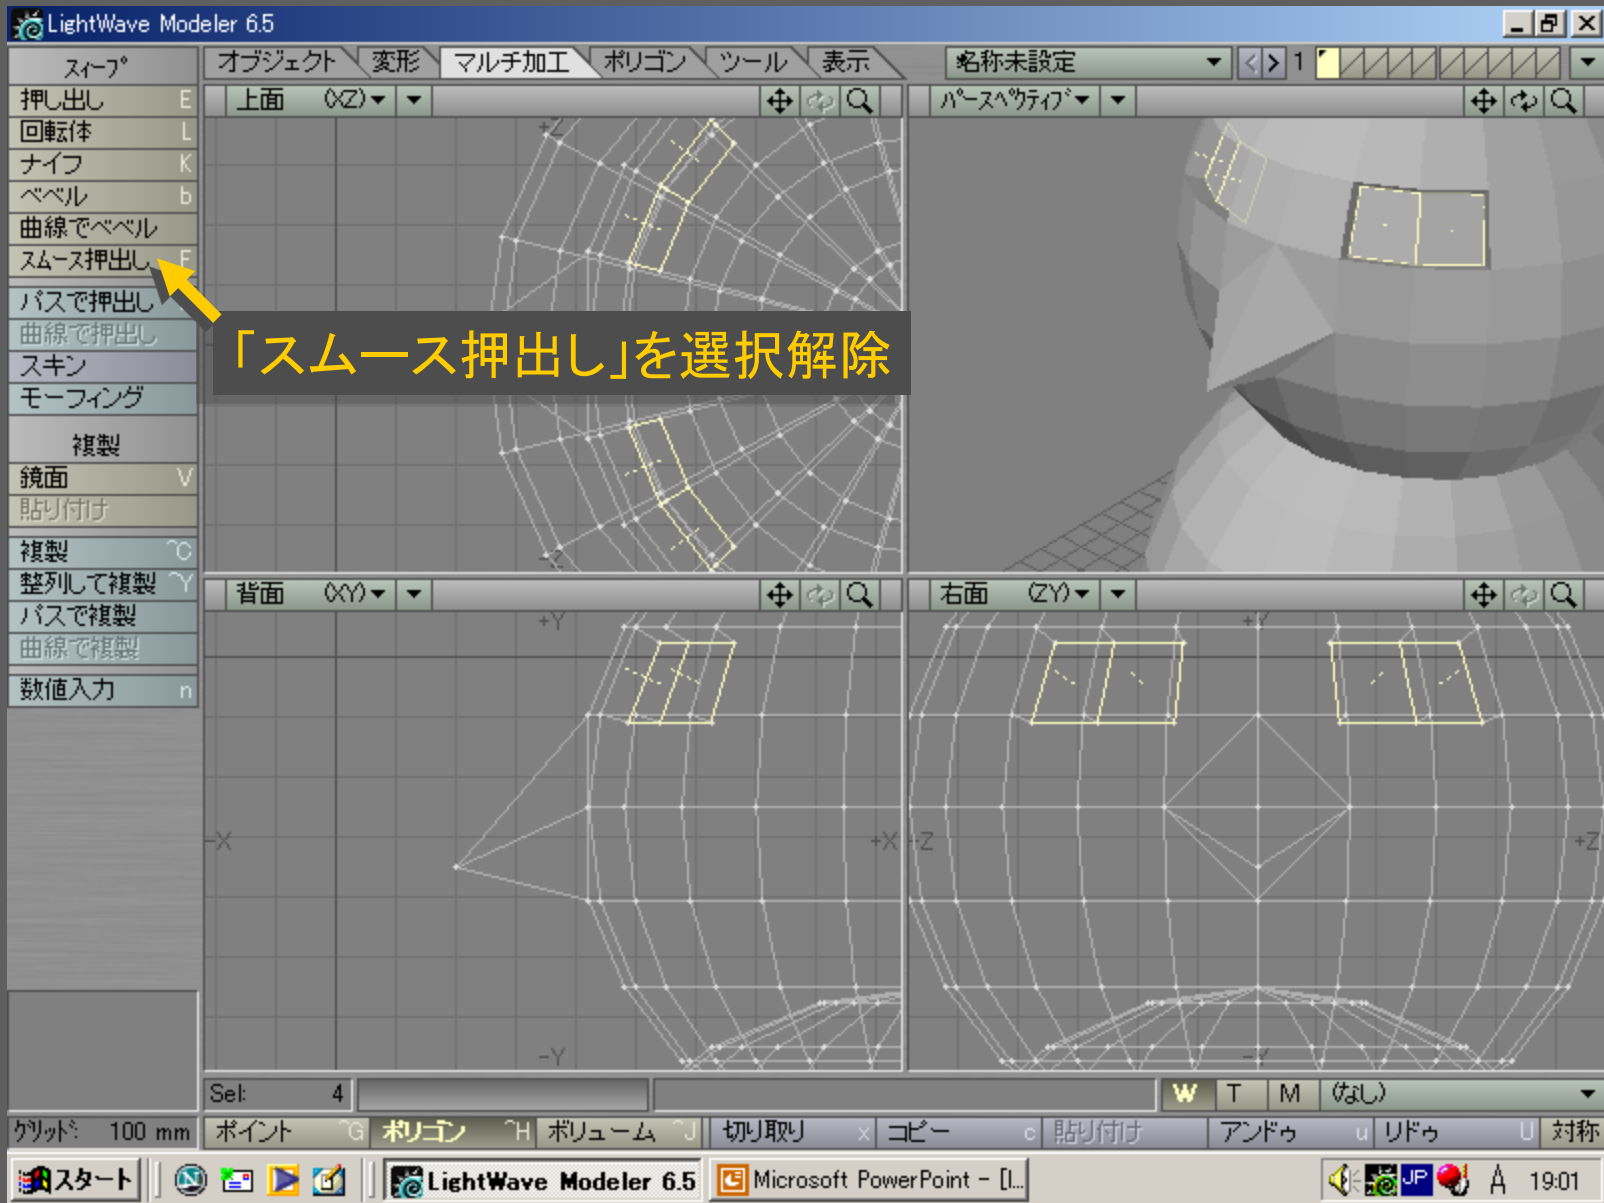 LightWave Modeler 6.5
スィープ
オブジェクト 変形 マルチ加工 ポリゴン ツール 表示 名称未設定 < > 1
押し出し E
上面 (XZ)
パースペクティブ
回転体 L
ナイフ K
ベベル b
曲線でベベル
スムース押出し F
パスで押出し
曲線で押出し
スキン
モーフィング
「スムース押出し」を選択解除
複製
鏡面 V
貼り付け
複製 ^C
整列して複製 ^Y
パスで複製
曲線で複製
数値入力 n
+Z
-Z
背面 (XY)
右面 (ZY)
+Y
+Y
-X
+X
-Z
+Z
-Y
-Y
Sel: 4
W T M (なし)
グリッド: 100 mm ポイント ^G ポリゴン ^H ボリューム ^J 切り取り x コピー c 貼り付け アンドゥ u リドゥ U 対称
スタート LightWave Modeler 6.5 Microsoft PowerPoint - [l... JP A 19:01